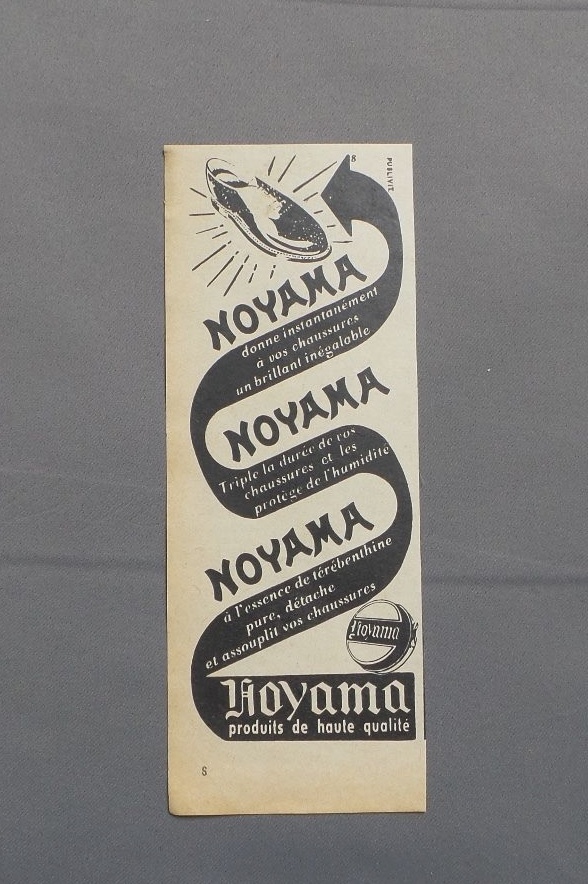 8
PUBLIVIT.
NOYAMA
donne instantanément
à vos chaussures
un brillant inégalable
NOYAMA
Triple la durée de vos
chaussures et les
protège de l'humidité
NOYAMA
à l'essence de térébenthine
pure, détache
et assouplit vos chaussures
Noyama
Noyama
produits de haute qualité
S